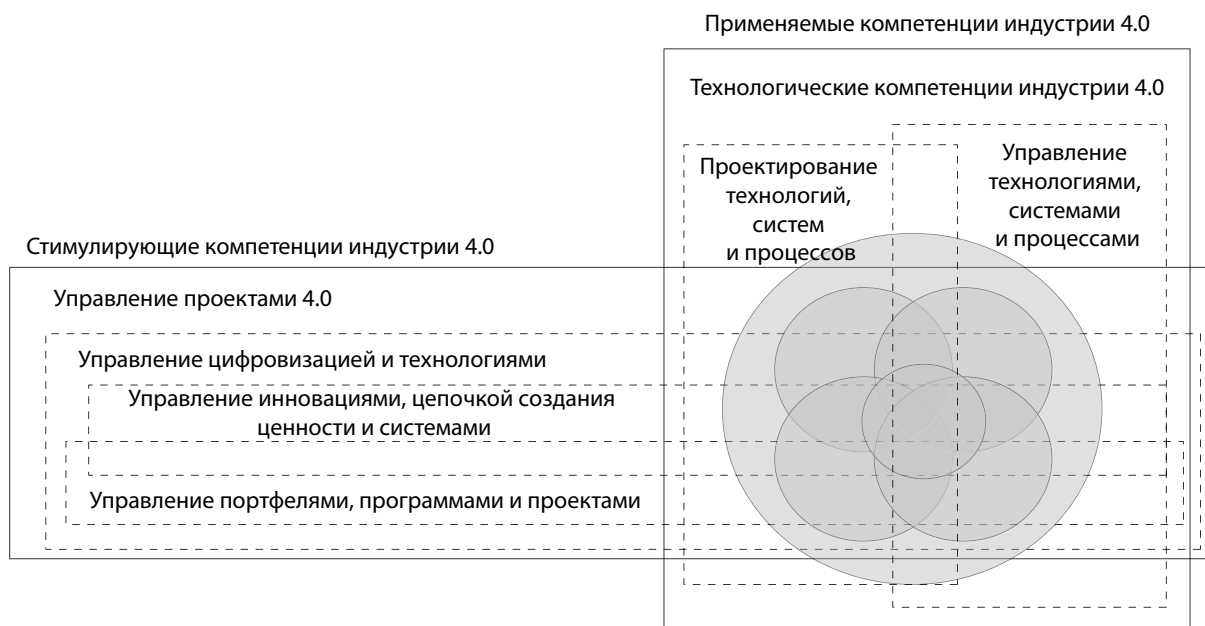 Применяемые компетенции индустрии 4.0
Технологические компетенции индустрии 4.0
Проектирование
технологий,
систем
и процессов
Управление
технологиями,
системами
и процессами
Стимулирующие компетенции индустрии 4.0
Управление проектами 4.0
Управление цифровизацией и технологиями
Управление инновациями, цепочкой создания
ценности и системами
Управление портфелями, программами и проектами